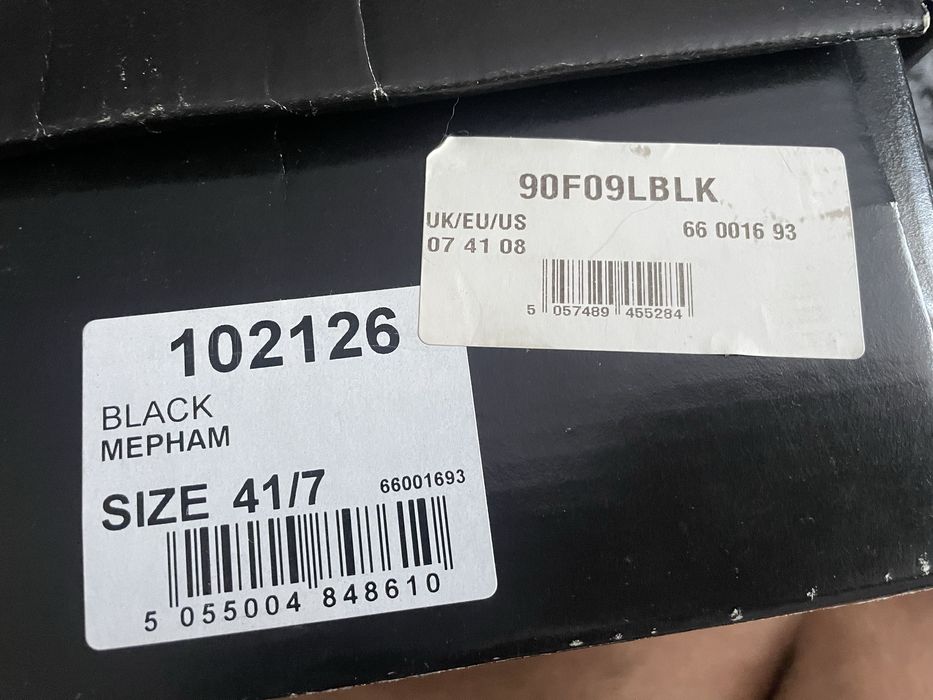 90F09LBLK
UK/EU/US
07 41 08
66 0016 93
5 057489 455284
102126
BLACK
MEPHAM
SIZE 41/7
66001693
5 055004 848610